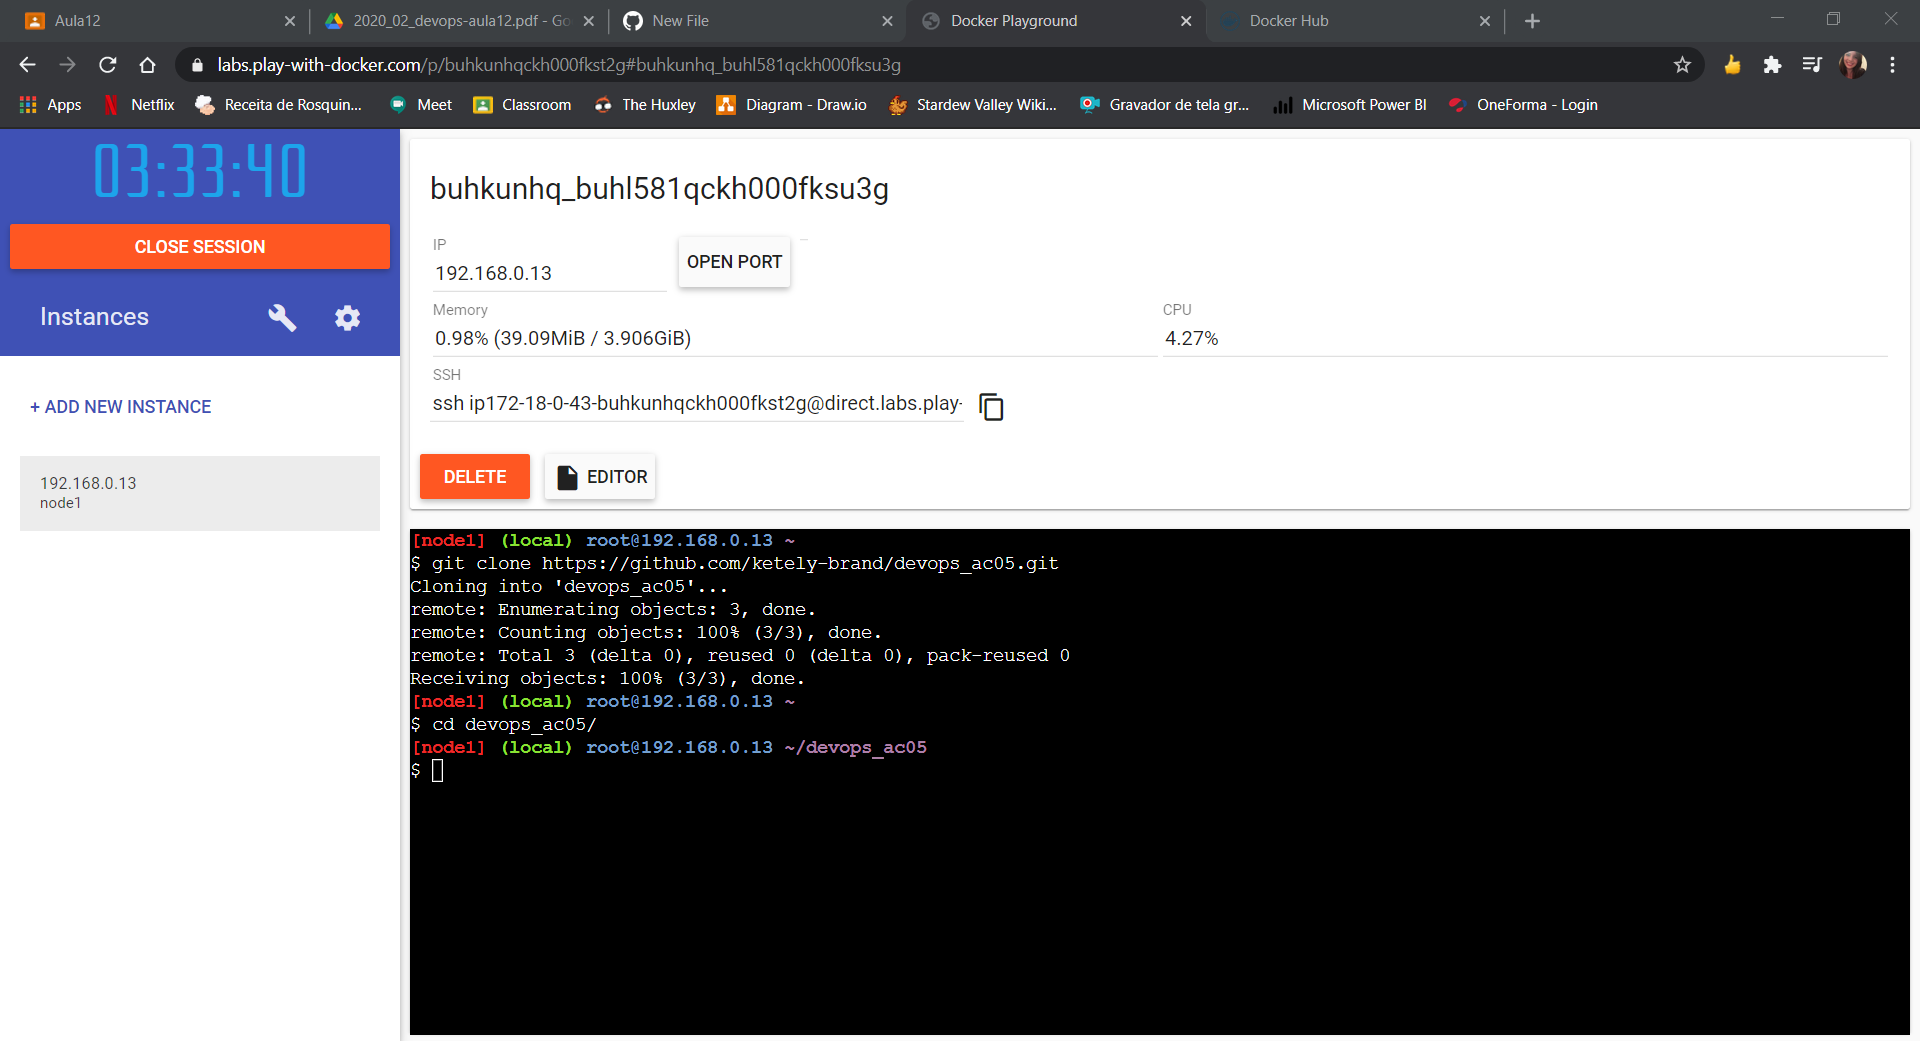 Aula12
2020_02_devops-aula12.pdf - Go
New File
Docker Playground
Docker Hub
labs.play-with-docker.com/p/buhkunhqckh000fkst2g#buhkunhq_buhl581qckh000fksu3g
Apps
Netflix
Receita de Rosquin...
Meet
Classroom
The Huxley
Diagram - Draw.io
Stardew Valley Wiki...
Gravador de tela gr...
Microsoft Power BI
OneForma - Login
03:33:40
CLOSE SESSION
Instances
+ ADD NEW INSTANCE
192.168.0.13
node1
buhkunhq_buhl581qckh000fksu3g
IP
192.168.0.13
OPEN PORT
Memory
0.98% (39.09MiB / 3.906GiB)
CPU
4.27%
SSH
ssh ip172-18-0-43-buhkunhqckh000fkst2g@direct.labs.play-
DELETE
EDITOR
[node1] (local) root@192.168.0.13 ~
$ git clone https://github.com/ketely-brand/devops_ac05.git
Cloning into 'devops_ac05'...
remote: Enumerating objects: 3, done.
remote: Counting objects: 100% (3/3), done.
remote: Total 3 (delta 0), reused 0 (delta 0), pack-reused 0
Receiving objects: 100% (3/3), done.
[node1] (local) root@192.168.0.13 ~
$ cd devops_ac05/
[node1] (local) root@192.168.0.13 ~/devops_ac05
$